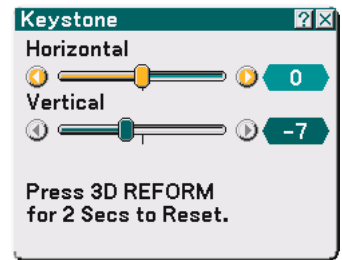 Keystone ? X
Horizontal
0
Vertical
-7
Press 3D REFORM
for 2 Secs to Reset.